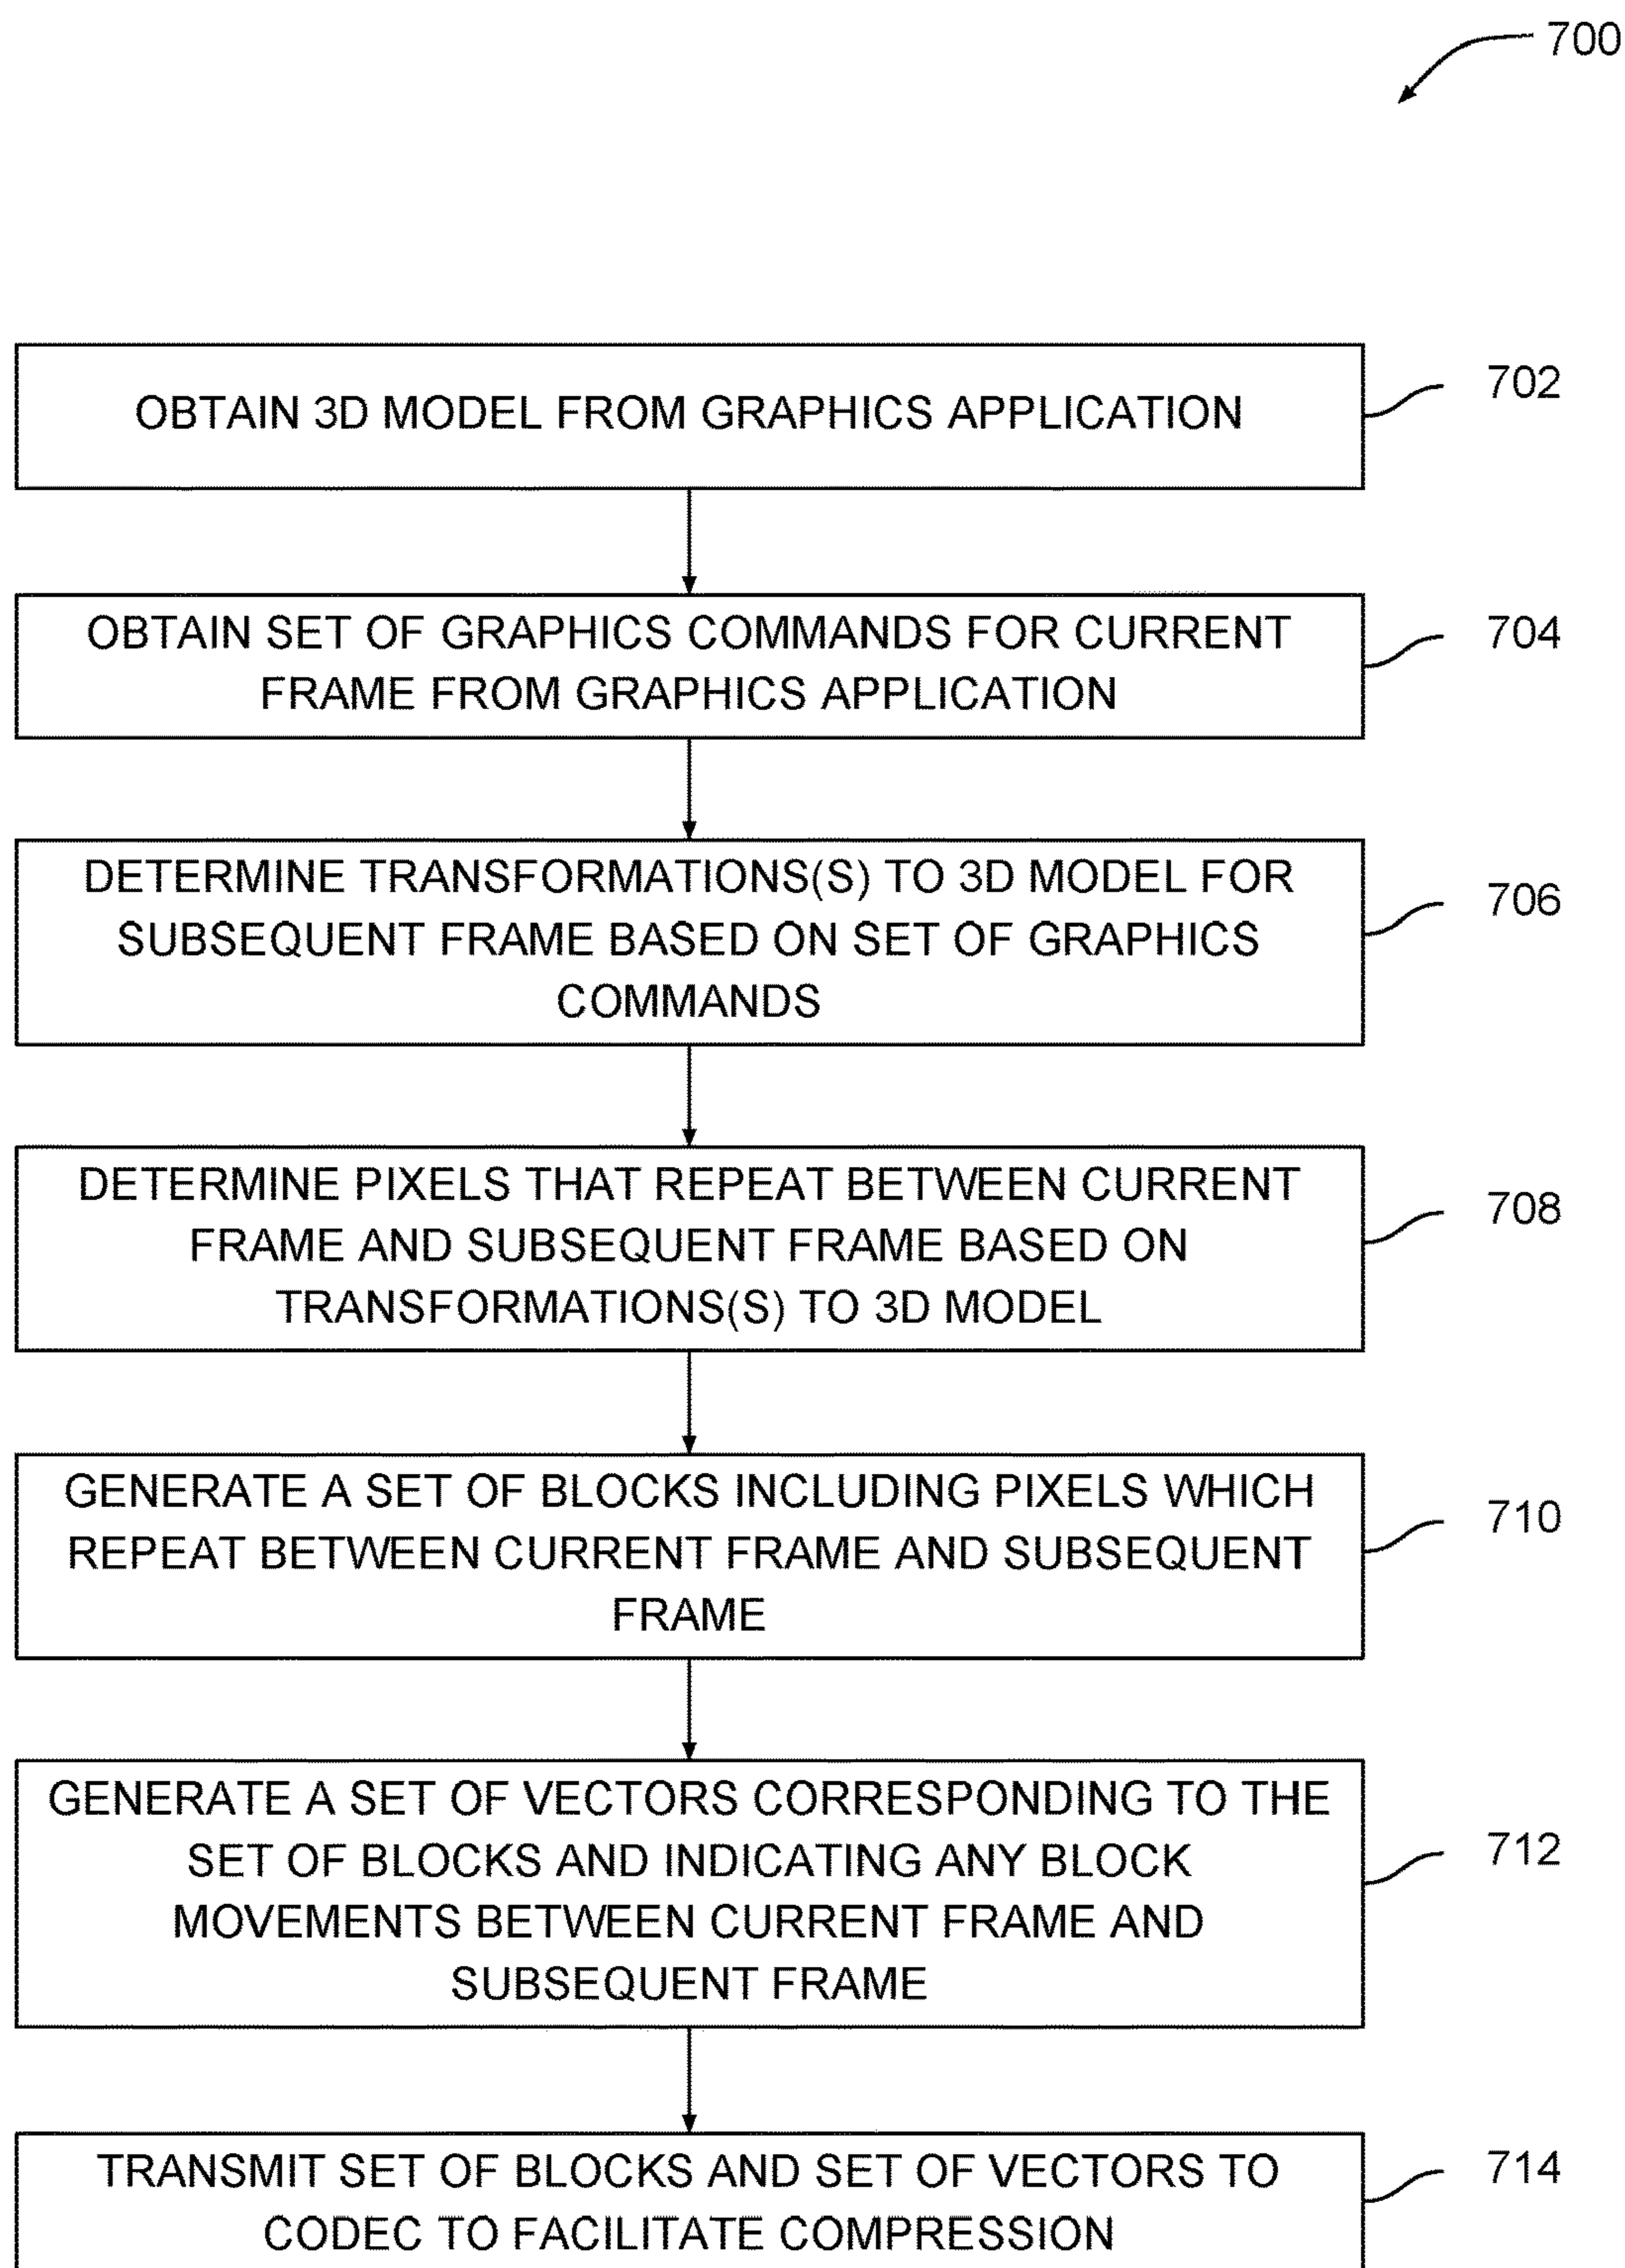 700
OBTAIN 3D MODEL FROM GRAPHICS APPLICATION
702
OBTAIN SET OF GRAPHICS COMMANDS FOR CURRENT
FRAME FROM GRAPHICS APPLICATION
704
DETERMINE TRANSFORMATIONS(S) TO 3D MODEL FOR
SUBSEQUENT FRAME BASED ON SET OF GRAPHICS
COMMANDS
706
DETERMINE PIXELS THAT REPEAT BETWEEN CURRENT
FRAME AND SUBSEQUENT FRAME BASED ON
TRANSFORMATIONS(S) TO 3D MODEL
708
GENERATE A SET OF BLOCKS INCLUDING PIXELS WHICH
REPEAT BETWEEN CURRENT FRAME AND SUBSEQUENT
FRAME
710
GENERATE A SET OF VECTORS CORRESPONDING TO THE
SET OF BLOCKS AND INDICATING ANY BLOCK
MOVEMENTS BETWEEN CURRENT FRAME AND
SUBSEQUENT FRAME
712
TRANSMIT SET OF BLOCKS AND SET OF VECTORS TO
CODEC TO FACILITATE COMPRESSION
714